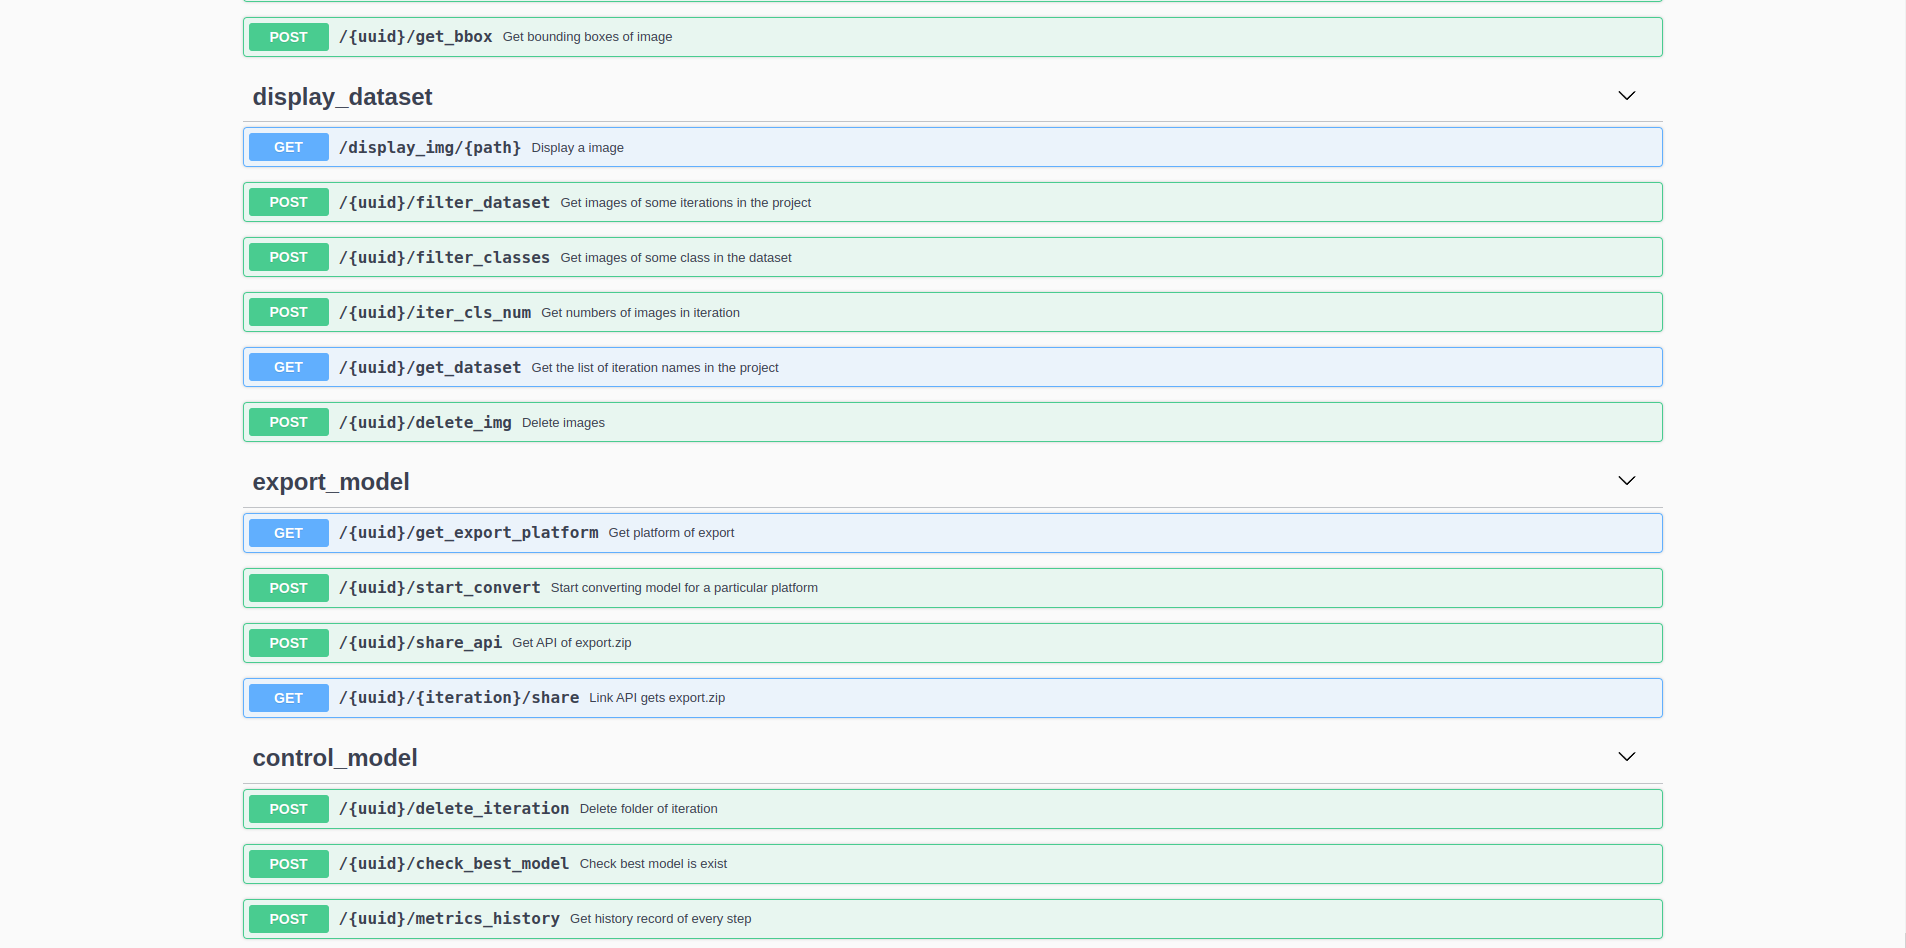 POST /{uuid}/get_bbox Get bounding boxes of image
display_dataset
GET /display_img/{path} Display a image
POST /{uuid}/filter_dataset Get images of some iterations in the project
POST /{uuid}/filter_classes Get images of some class in the dataset
POST /{uuid}/iter_cls_num Get numbers of images in iteration
GET /{uuid}/get_dataset Get the list of iteration names in the project
POST /{uuid}/delete_img Delete images
export_model
GET /{uuid}/get_export_platform Get platform of export
POST /{uuid}/start_convert Start converting model for a particular platform
POST /{uuid}/share_api Get API of export.zip
GET /{uuid}/{iteration}/share Link API gets export.zip
control_model
POST /{uuid}/delete_iteration Delete folder of iteration
POST /{uuid}/check_best_model Check best model is exist
POST /{uuid}/metrics_history Get history record of every step